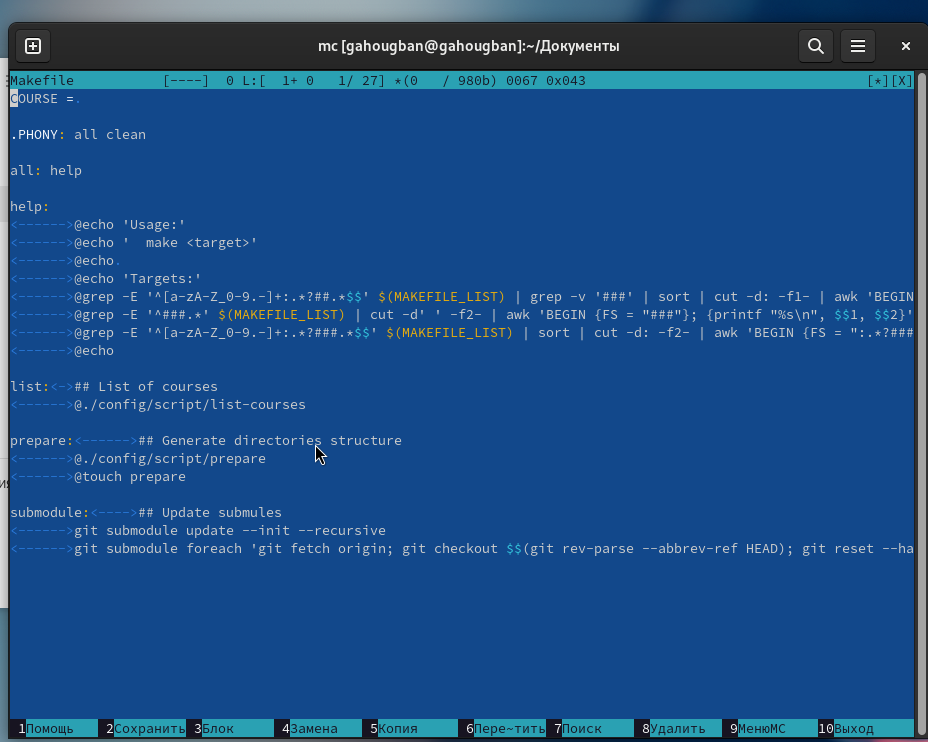 mc [gahougban@gahougban]:~/Документы
Makefile [----] 0 L:[ 1+ 0 1/ 27] *(0 / 980b) 0067 0x043 [*][X]
COURSE =.
.PHONY: all clean
all: help
help:
<------>@echo 'Usage:'
<------>@echo '  make <target>'
<------>@echo.
<------>@echo 'Targets:'
<------>@grep -E '^[a-zA-Z_0-9.-]+:.*?##.*$$' $(MAKEFILE_LIST) | grep -v '###' | sort | cut -d: -f1- | awk 'BEGIN
<------>@grep -E '^###.*' $(MAKEFILE_LIST) | cut -d' ' -f2- | awk 'BEGIN {FS = "###"}; {printf "%s\n", $$1, $$2}'
<------>@grep -E '^[a-zA-Z_0-9.-]+:.*?###.*$$' $(MAKEFILE_LIST) | sort | cut -d: -f2- | awk 'BEGIN {FS = ":.*?###
<------>@echo
list:<->## List of courses
<------>@./config/script/list-courses
prepare:<------>## Generate directories structure
<------>@./config/script/prepare
<------>@touch prepare
submodule:<---->## Update submules
<------>git submodule update --init --recursive
<------>git submodule foreach 'git fetch origin; git checkout $$(git rev-parse --abbrev-ref HEAD); git reset --ha
1Помощь 2Сохранить 3Блок 4Замена 5Копия 6Пере~тить 7Поиск 8Удалить 9МенюMC 10Выход